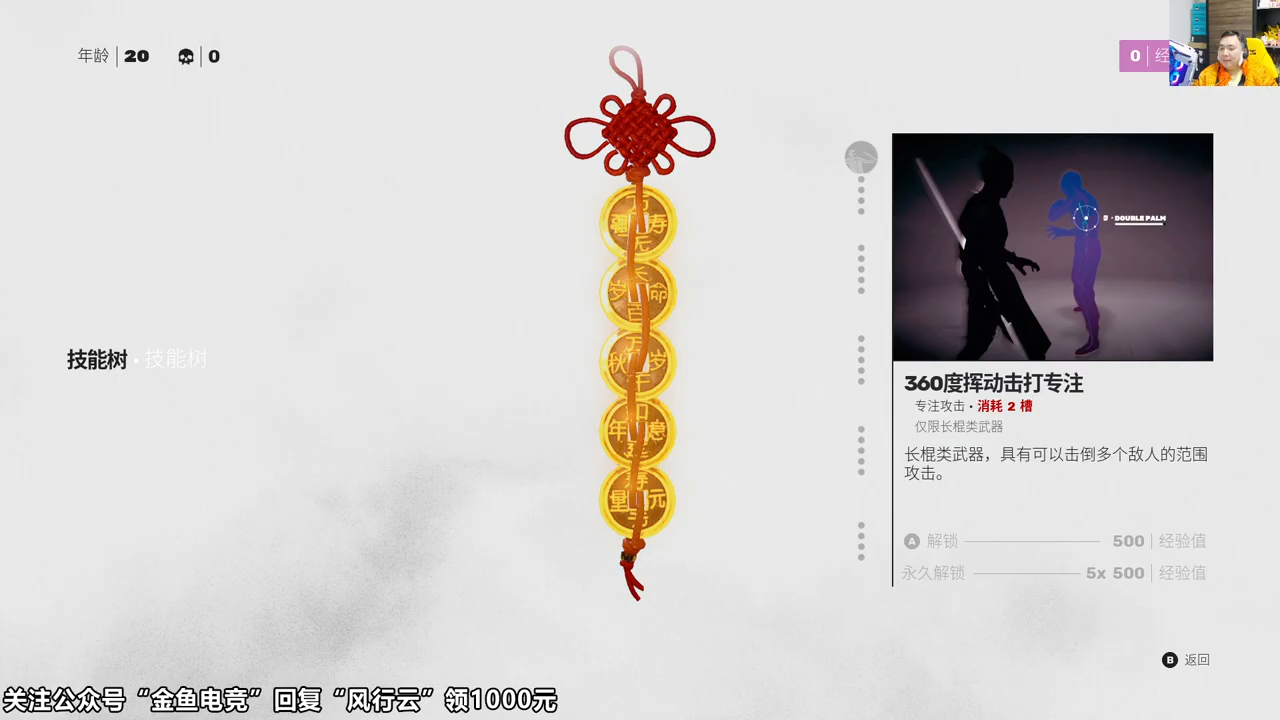 年龄 20 0
0 经
DOUBLE PALM
技能树 · 技能树
360度挥动击打专注
专注攻击 · 消耗 2 槽
仅限长棍类武器
长棍类武器，具有可以击倒多个敌人的范围
攻击。
A 解锁 500 经验值
永久解锁 5x 500 经验值
B 返回
关注公众号“金鱼电竞”回复“风行云”领1000元